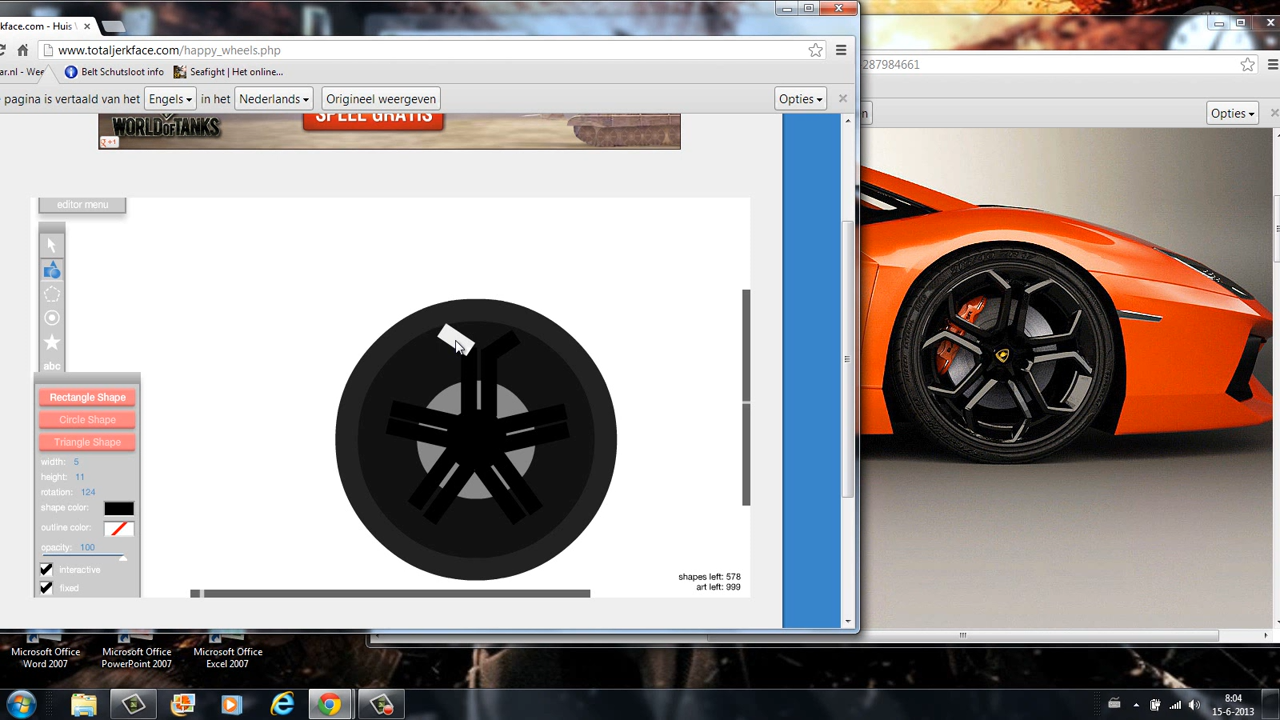 kface.com - Huis
www.totaljerkface.com/happy_wheels.php
287984661
ar.nl - Wee
Belt Schutsloot info
Seafight | Hét online...
pagina is vertaald van het
Engels
in het
Nederlands
Origineel weergeven
Opties
Opties
WORLD OF TANKS
SPEEL GRATIS
+1
editor menu
abc
Rectangle Shape
Circle Shape
Triangle Shape
width: 5
height: 11
rotation: 124
shape color:
outline color:
opacity: 100
interactive
fixed
shapes left: 578
art left: 999
Microsoft Office
Word 2007
Microsoft Office
PowerPoint 2007
Microsoft Office
Excel 2007
8:04
15-6-2013